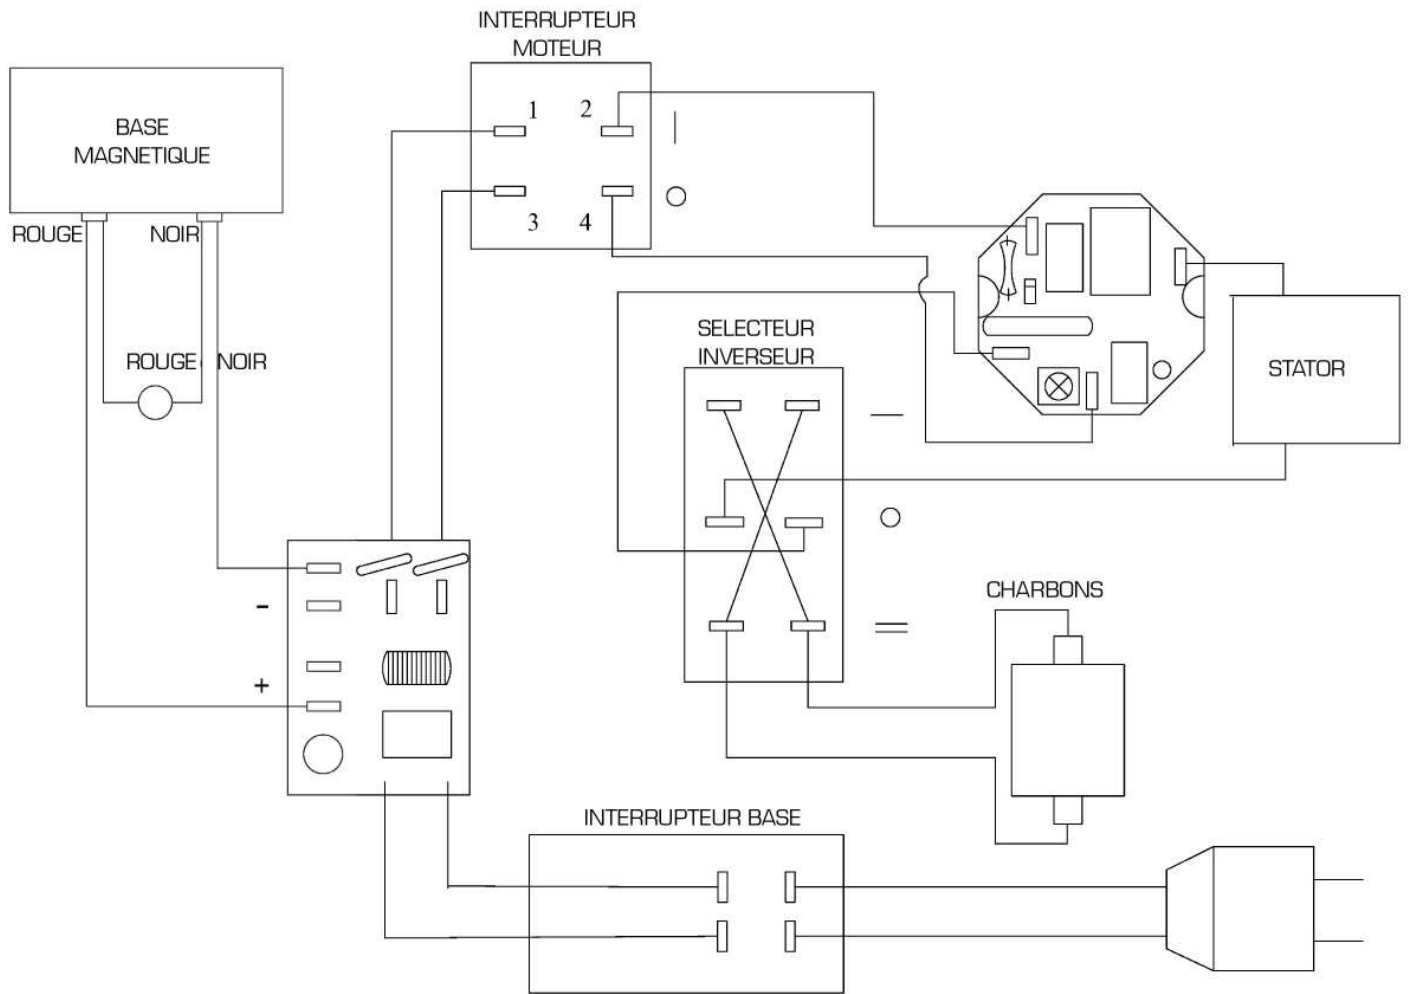 INTERRUPTEUR
MOTEUR
1
2
3
4
BASE
MAGNETIQUE
ROUGE
NOIR
ROUGE
NOIR
SELECTEUR
INVERSEUR
STATOR
-
+
CHARBONS
INTERRUPTEUR BASE